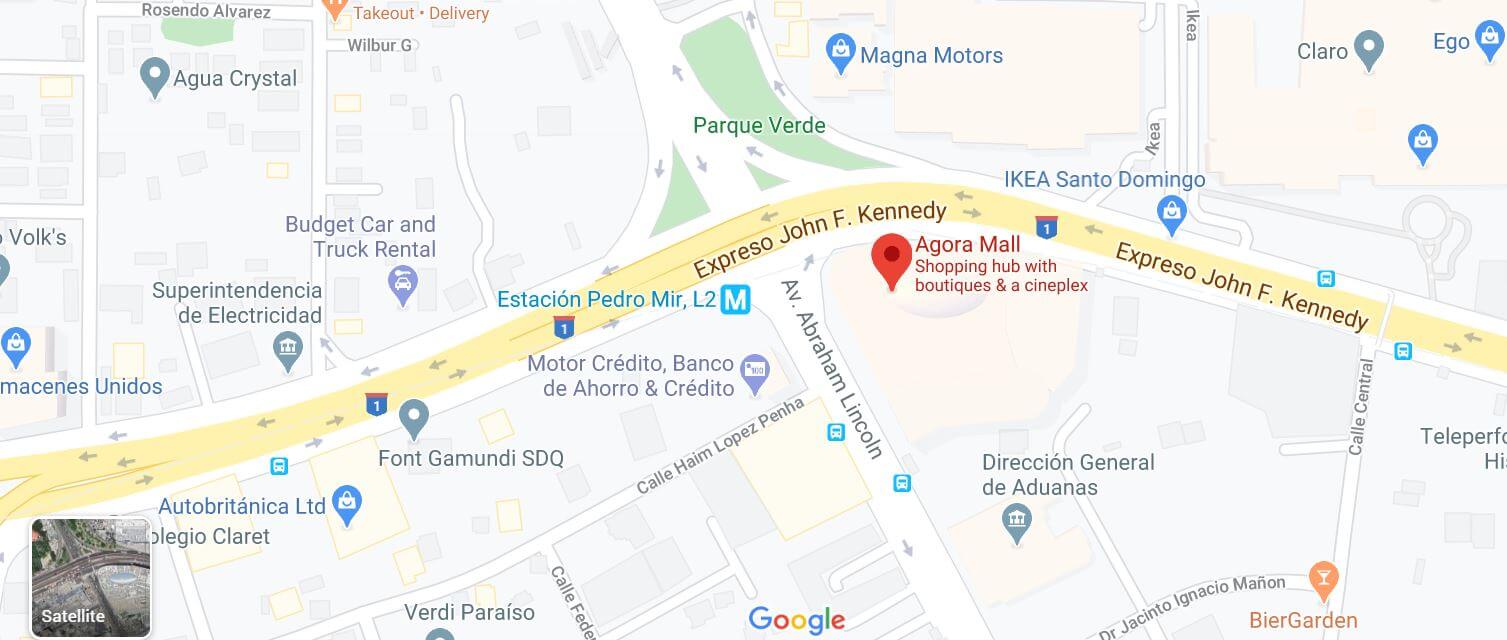 Rosendo Alvarez
Takeout • Delivery
Wilbur G
Agua Crystal
Magna Motors
Ikea
Claro
Ego
Parque Verde
Ikea
IKEA Santo Domingo
Budget Car and
Truck Rental
Volk's
Expreso John F. Kennedy
1
Agora Mall
Shopping hub with
boutiques & a cineplex
Expreso John F. Kennedy
Superintendencia
de Electricidad
Estación Pedro Mir, L2 M
Av. Abraham Lincoln
1
Motor Crédito, Banco
de Ahorro & Crédito
100
macenes Unidos
1
Calle Haim Lopez Penha
Calle Central
Font Gamundi SDQ
Dirección General
de Aduanas
Autobritánica Ltd
olegio Claret
Satellite
Verdi Paraíso
Google
Dr Jacinto Ignacio Mañon
BierGarden